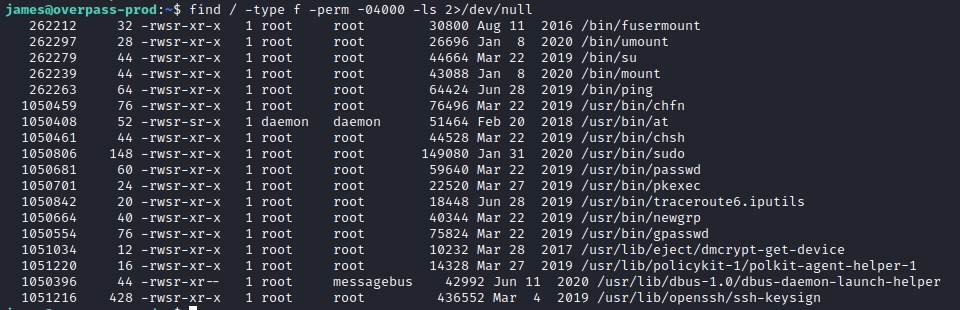 james@overpass-prod:~$ find / -type f -perm -04000 -ls 2>/dev/null
262212 32 -rwsr-xr-x 1 root root 30800 Aug 11 2016 /bin/fusermount
262297 28 -rwsr-xr-x 1 root root 26696 Jan 8 2020 /bin/umount
262279 44 -rwsr-xr-x 1 root root 44664 Mar 22 2019 /bin/su
262239 44 -rwsr-xr-x 1 root root 43088 Jan 8 2020 /bin/mount
262263 64 -rwsr-xr-x 1 root root 64424 Jun 28 2019 /bin/ping
1050459 76 -rwsr-xr-x 1 root root 76496 Mar 22 2019 /usr/bin/chfn
1050408 52 -rwsr-sr-x 1 daemon daemon 51464 Feb 20 2018 /usr/bin/at
1050461 44 -rwsr-xr-x 1 root root 44528 Mar 22 2019 /usr/bin/chsh
1050806 148 -rwsr-xr-x 1 root root 149080 Jan 31 2020 /usr/bin/sudo
1050681 60 -rwsr-xr-x 1 root root 59640 Mar 22 2019 /usr/bin/passwd
1050701 24 -rwsr-xr-x 1 root root 22520 Mar 27 2019 /usr/bin/pkexec
1050842 20 -rwsr-xr-x 1 root root 18448 Jun 28 2019 /usr/bin/traceroute6.iputils
1050664 40 -rwsr-xr-x 1 root root 40344 Mar 22 2019 /usr/bin/newgrp
1050554 76 -rwsr-xr-x 1 root root 75824 Mar 22 2019 /usr/bin/gpasswd
1051034 12 -rwsr-xr-x 1 root root 10232 Mar 28 2017 /usr/lib/eject/dmcrypt-get-device
1051220 16 -rwsr-xr-x 1 root root 14328 Mar 27 2019 /usr/lib/policykit-1/polkit-agent-helper-1
1050396 44 -rwsr-xr-- 1 root messagebus 42992 Jun 11 2020 /usr/lib/dbus-1.0/dbus-daemon-launch-helper
1051216 428 -rwsr-xr-x 1 root root 436552 Mar 4 2019 /usr/lib/openssh/ssh-keysign